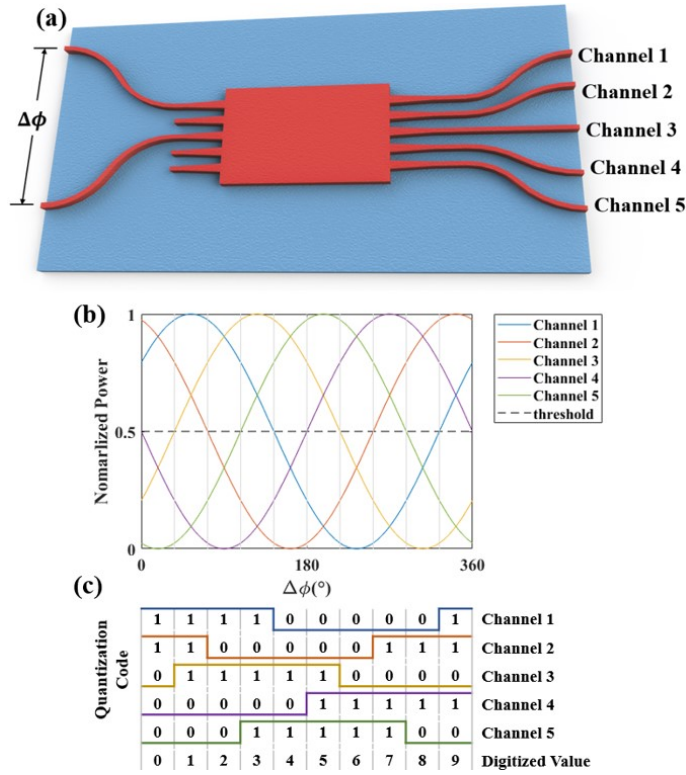 (a)
Δϕ
Channel 1
Channel 2
Channel 3
Channel 4
Channel 5
(b)
Nomarlized Power
1
0.5
0
0 180 360
Δϕ(°)
Channel 1
Channel 2
Channel 3
Channel 4
Channel 5
threshold
(c)
Quantization
Code
1 1 1 1 0 0 0 0 0 1 Channel 1
1 1 0 0 0 0 0 1 1 1 Channel 2
0 1 1 1 1 1 0 0 0 0 Channel 3
0 0 0 0 0 1 1 1 1 1 Channel 4
0 0 0 1 1 1 1 1 0 0 Channel 5
0 1 2 3 4 5 6 7 8 9 Digitized Value